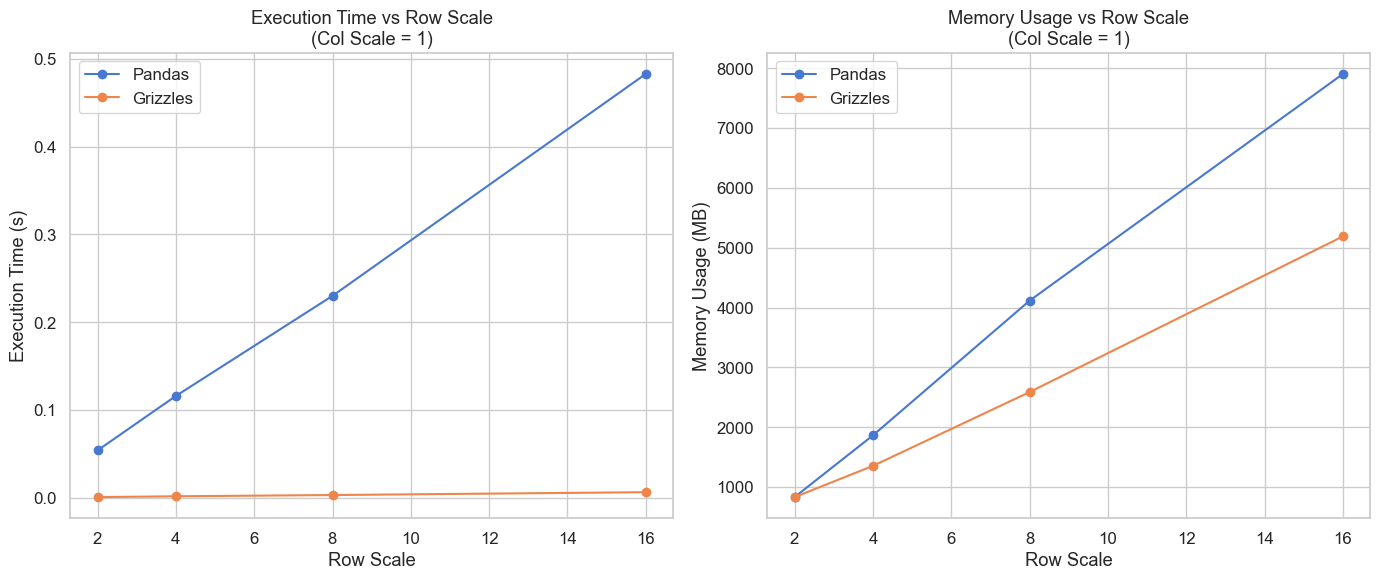 Execution Time vs Row Scale
(Col Scale = 1)
Pandas
Grizzles
0.5
0.4
0.3
0.2
0.1
0.0
Execution Time (s)
2 4 6 8 10 12 14 16
Row Scale
Memory Usage vs Row Scale
(Col Scale = 1)
Pandas
Grizzles
8000
7000
6000
5000
4000
3000
2000
1000
Memory Usage (MB)
2 4 6 8 10 12 14 16
Row Scale